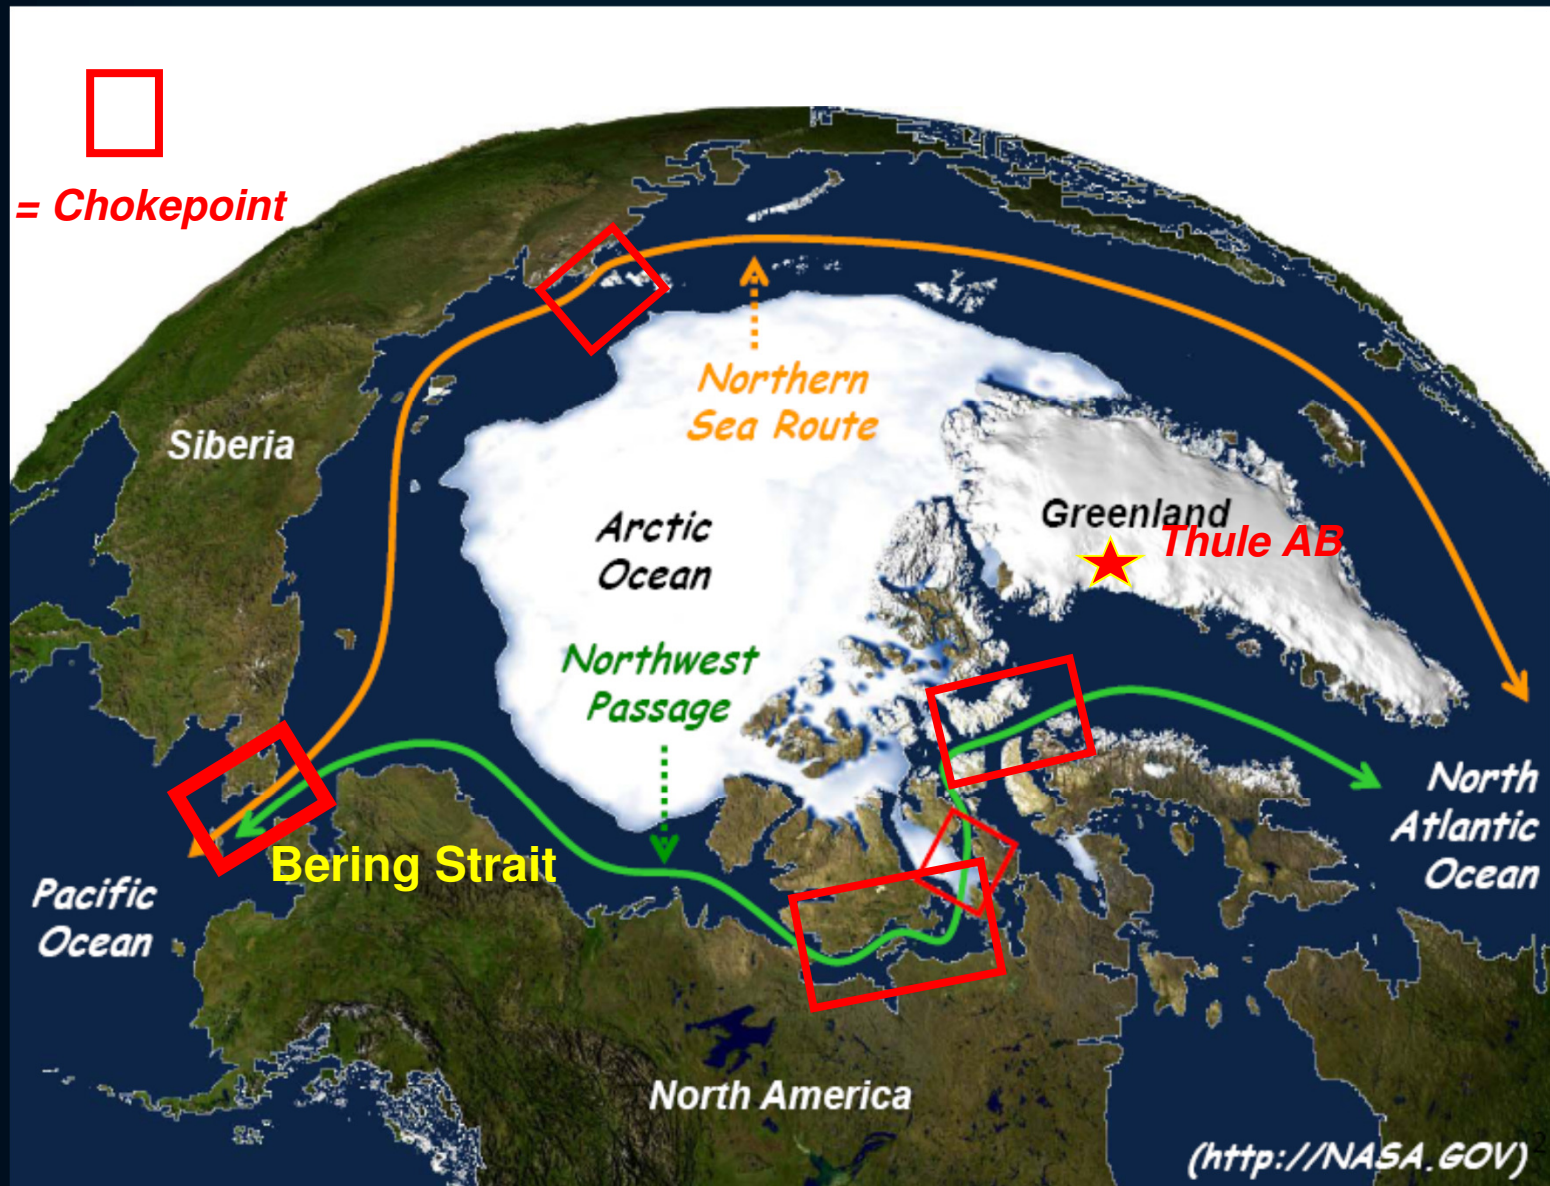 = Chokepoint
Northern
Sea Route
Siberia
Greenland
Thule AB
Arctic
Ocean
Northwest
Passage
Bering Strait
North
Atlantic
Ocean
Pacific
Ocean
North America
(http://NASA.GOV)